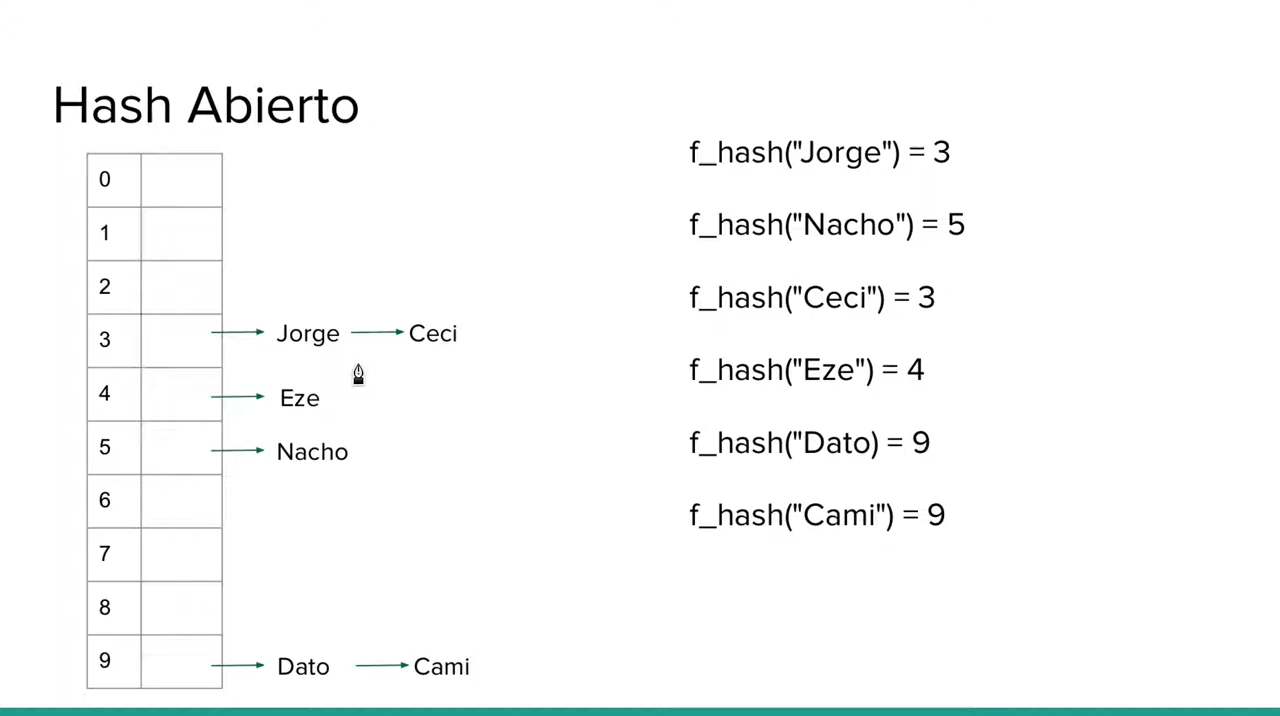 Hash Abierto
0
1
2
3 Jorge Ceci
4 Eze
5 Nacho
6
7
8
9 Dato Cami
f_hash("Jorge") = 3
f_hash("Nacho") = 5
f_hash("Ceci") = 3
f_hash("Eze") = 4
f_hash("Dato) = 9
f_hash("Cami") = 9